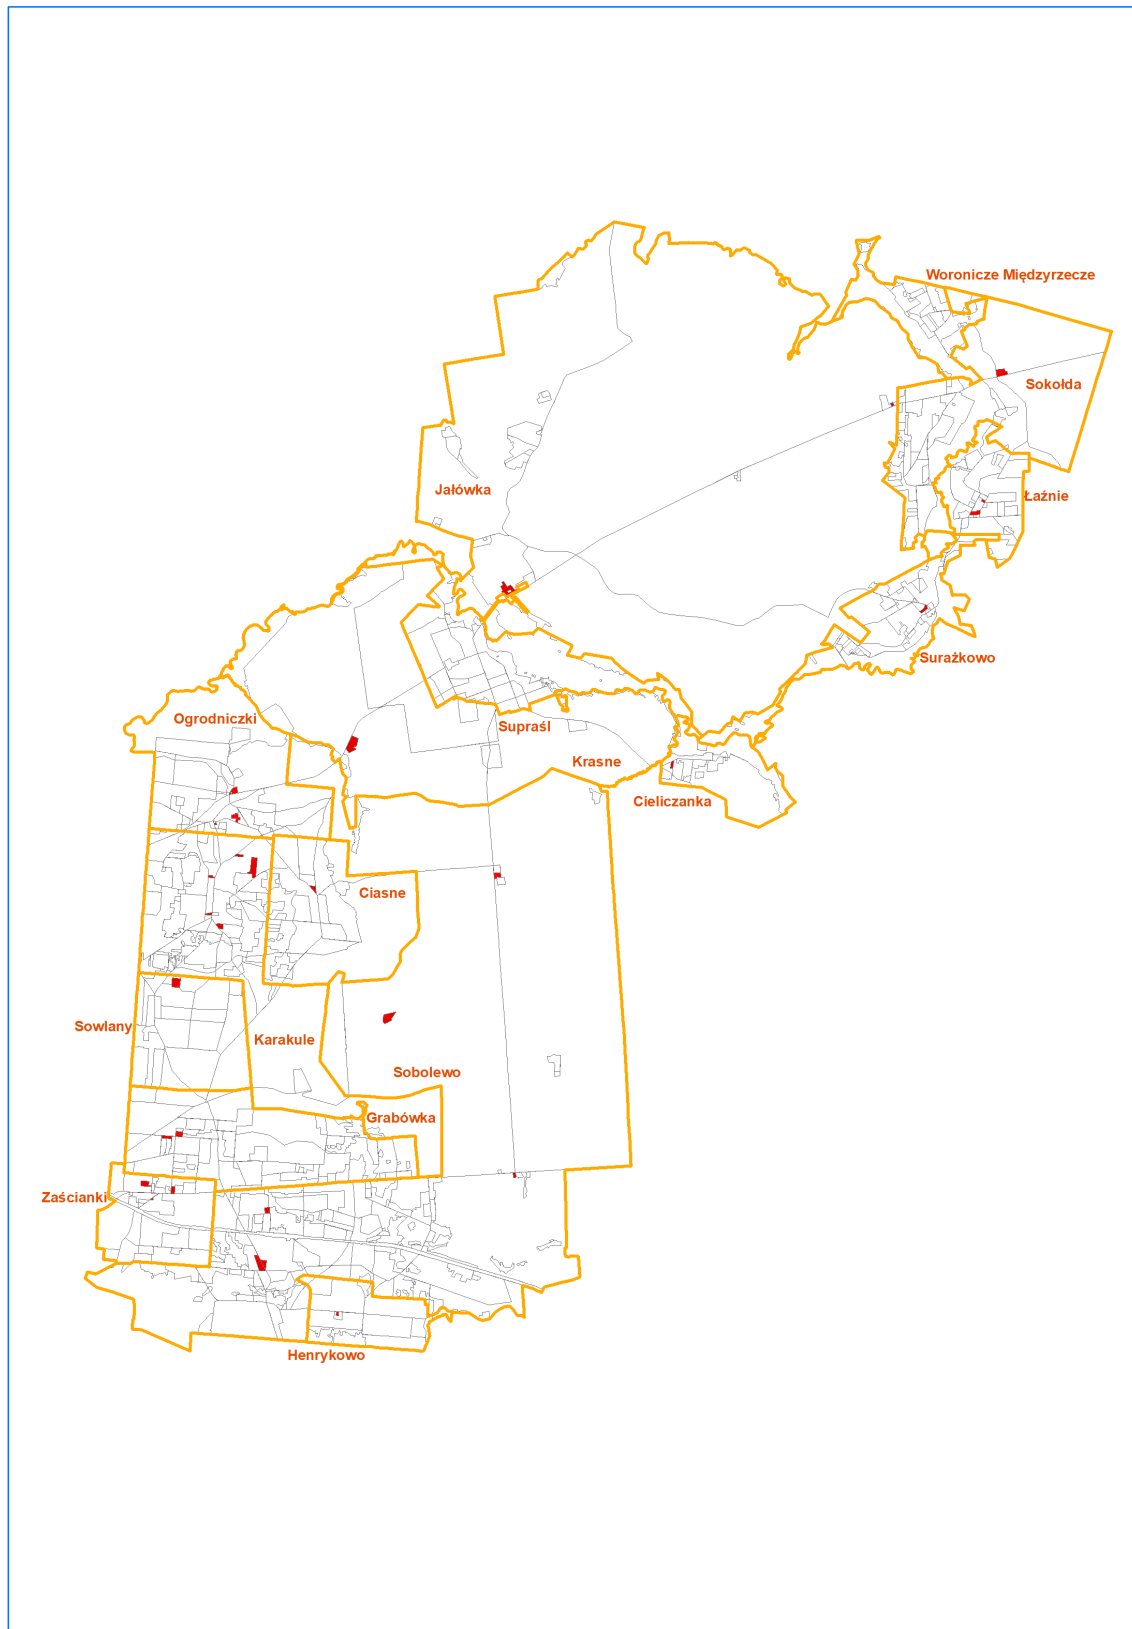 Woronicze Międzyrzecze
Sokołda
Jałówka
Łaźnie
Surażkowo
Ogrodniczki
Supraśl
Krasne
Cieliczanka
Ciasne
Sowlany
Karakule
Sobolewo
Grabówka
Zaścianki
Henrykowo